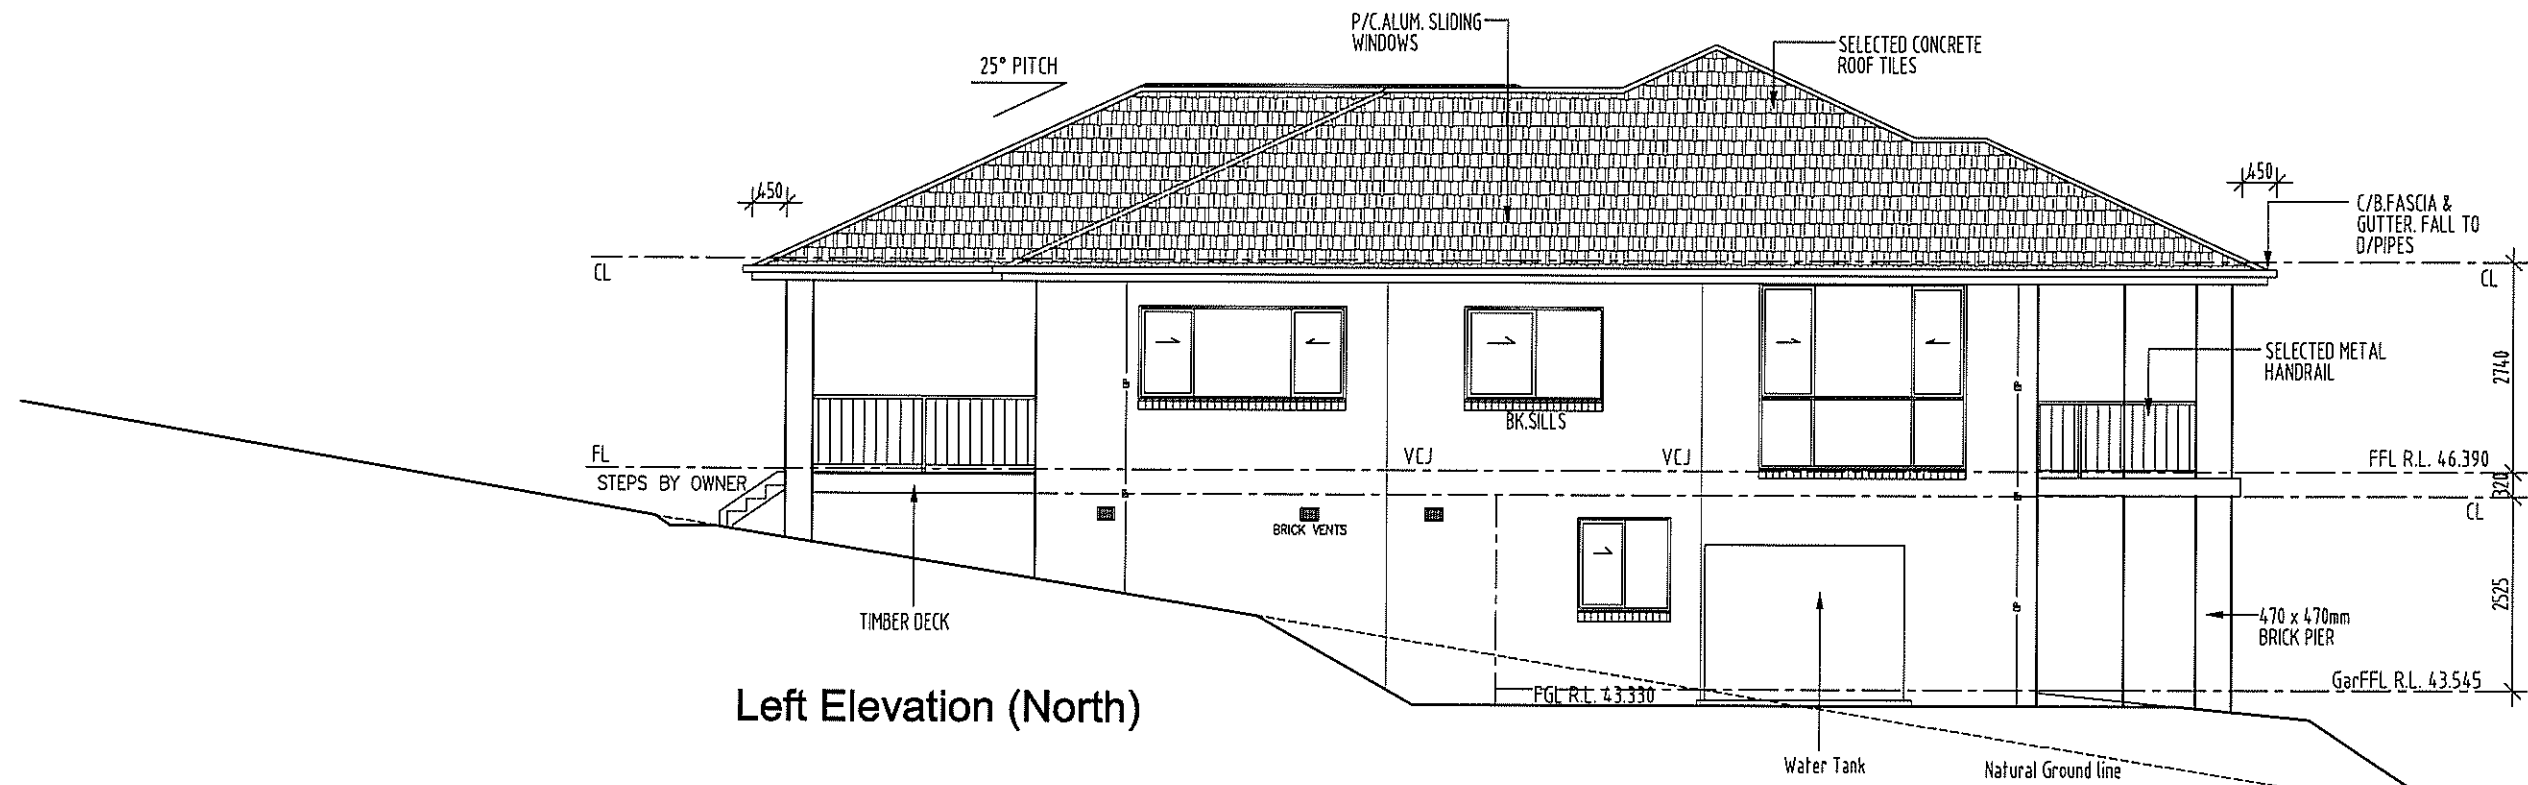 P/C.ALUM. SLIDING
WINDOWS
SELECTED CONCRETE
ROOF TILES
25° PITCH
450
450
C/B.FASCIA &
GUTTER. FALL TO
D/PIPES
CL
CL
2740
SELECTED METAL
HANDRAIL
BK.SILLS
FL
VCJ
VCJ
FFL R.L. 46.390
STEPS BY OWNER
320
CL
BRICK VENTS
2525
TIMBER DECK
470 x 470mm
BRICK PIER
GarFFL R.L. 43.545
FGL R.L. 43.330
Left Elevation (North)
Water Tank
Natural Ground line